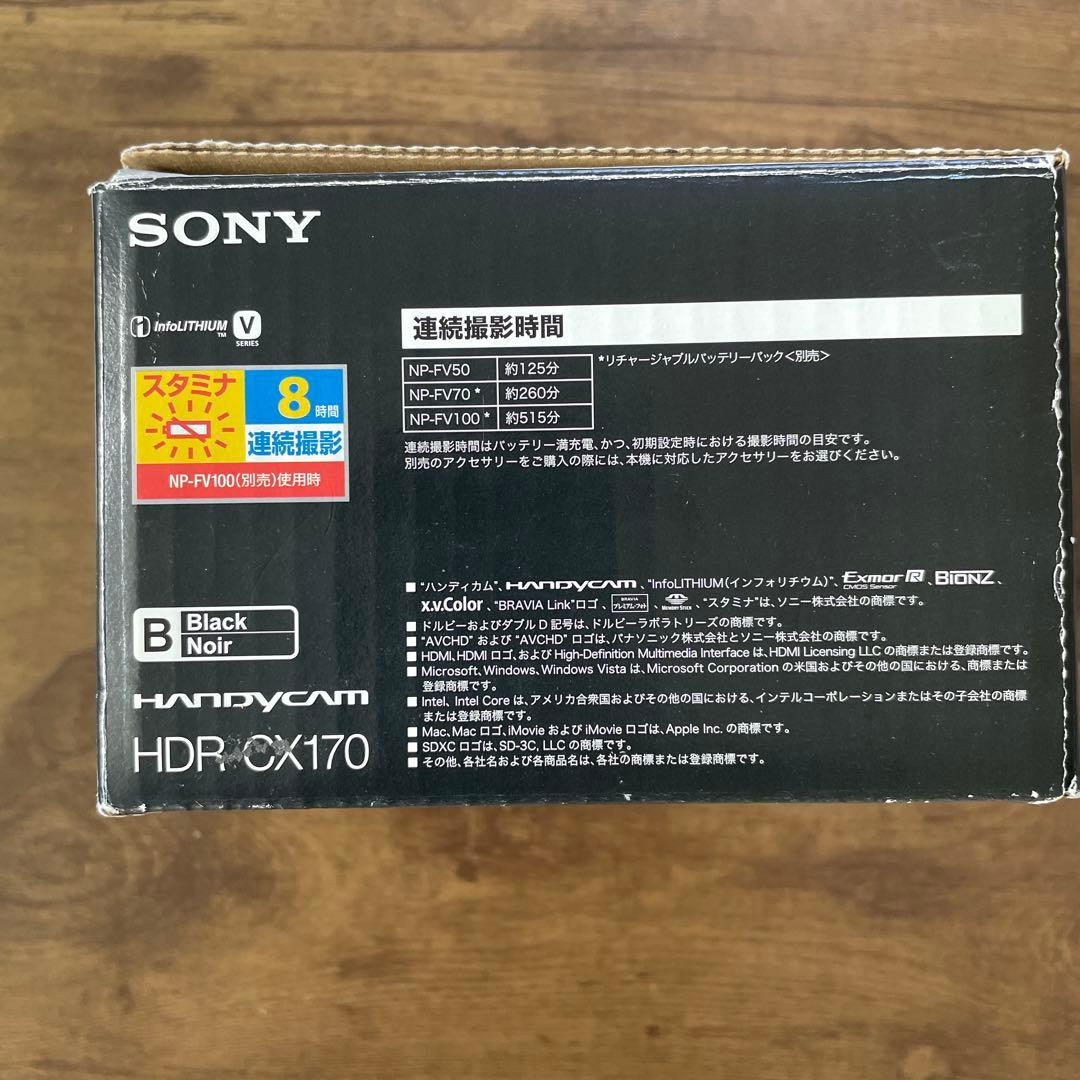 SONY
InfoLITHIUM™ V SERIES
スタミナ
8時間
連続撮影
NP-FV100(別売)使用時
連続撮影時間
NP-FV50 約125分
NP-FV70* 約260分
NP-FV100* 約515分
*リチャージャブルバッテリーパック<別売>
連続撮影時間はバッテリー満充電、かつ、初期設定時における撮影時間の目安です。
別売のアクセサリーをご購入の際には、本機に対応したアクセサリーをお選びください。
B Black
Noir
HANDYCAM
HDR-CX170
■ “ハンディカム”、HANDYCAM、“InfoLITHIUM(インフォリチウム)”、Exmor R CMOS Sensor、BIONZ、
x.v.Color、“BRAVIA Link”ロゴ、BRAVIA プレミアムフォト、MEMORY STICK、“スタミナ”は、ソニー株式会社の商標です。
■ ドルビーおよびダブルD記号は、ドルビーラボラトリーズの商標です。
■ “AVCHD” および “AVCHD” ロゴは、パナソニック株式会社とソニー株式会社の商標です。
■ HDMI、HDMI ロゴ、および High-Definition Multimedia Interface は、HDMI Licensing LLC の商標または登録商標です。
■ Microsoft、Windows、Windows Vista は、Microsoft Corporation の米国およびその他の国における、商標または
登録商標です。
■ Intel、Intel Core は、アメリカ合衆国およびその他の国における、インテルコーポレーションまたはその子会社の商標
または登録商標です。
■ Mac、Mac ロゴ、iMovie および iMovie ロゴは、Apple Inc. の商標です。
■ SDXC ロゴは、SD-3C, LLC の商標です。
■ その他、各社名および各商品名は、各社の商標または登録商標です。